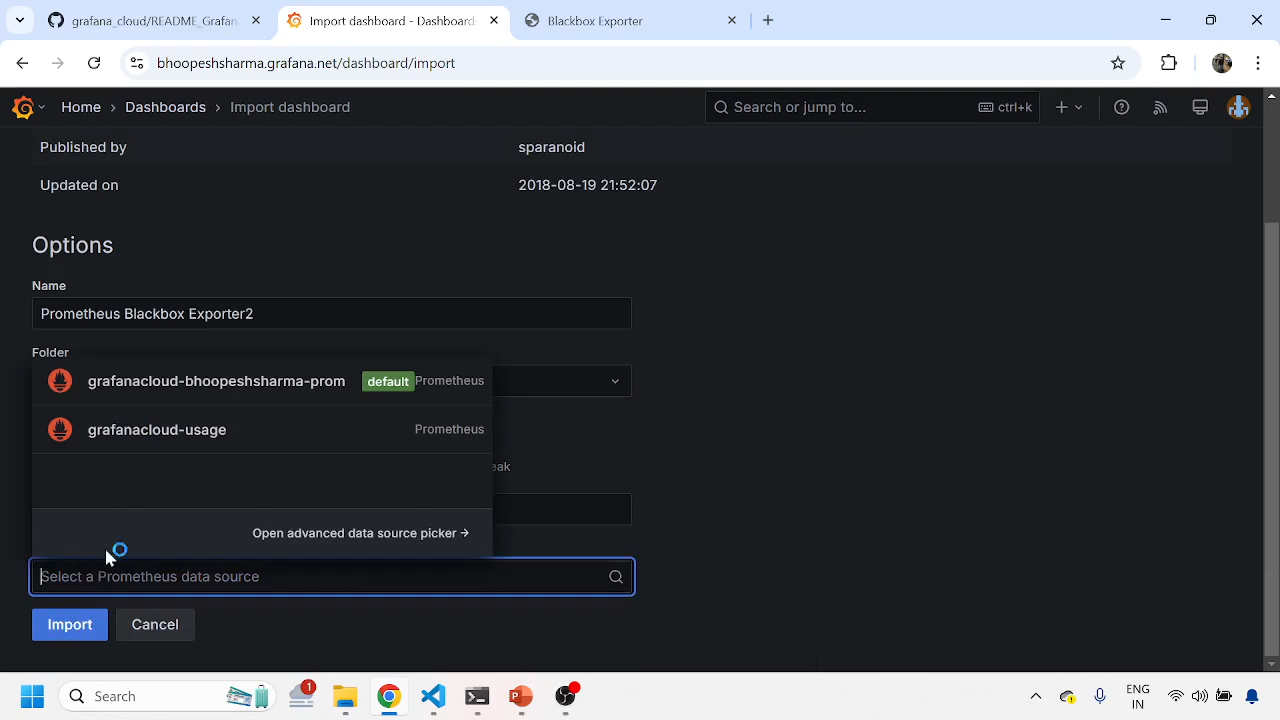 grafana_cloud/README_Grafan
Import dashboard - Dashboards
Blackbox Exporter
bhoopeshsharma.grafana.net/dashboard/import
Home
Dashboards
Import dashboard
Search or jump to...
ctrl+k
Published by
sparanoid
Updated on
2018-08-19 21:52:07
Options
Name
Prometheus Blackbox Exporter2
Folder
grafanacloud-bhoopeshsharma-prom
default
Prometheus
grafanacloud-usage
Prometheus
eak
Open advanced data source picker
Select a Prometheus data source
Import
Cancel
Search
1
ENG
IN